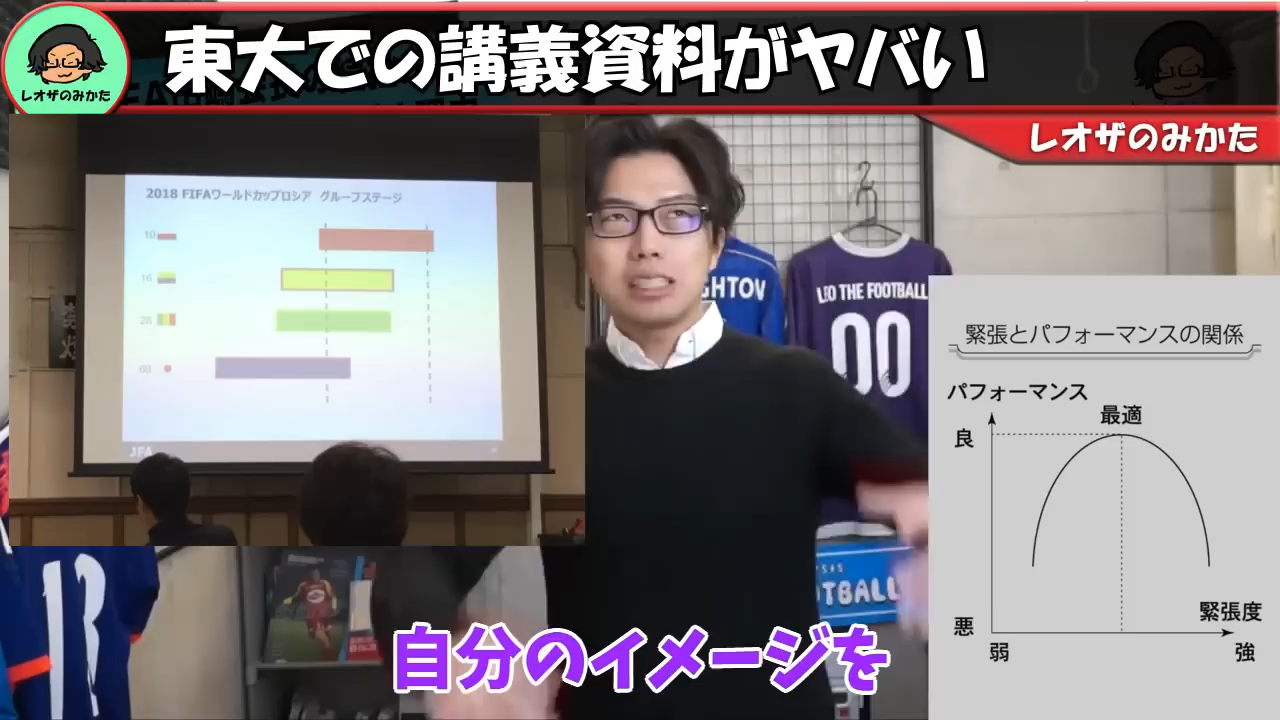 東大での講義資料がヤバい
レオザのみかた
レオザのみかた
2018 FIFAワールドカップロシア グループステージ
10
16
28
68
JFA
GHTOV
LEO THE FOOTBALL
00
緊張とパフォーマンスの関係
パフォーマンス
最適
良
緊張度
悪
弱
強
TBALL
自分のイメージを